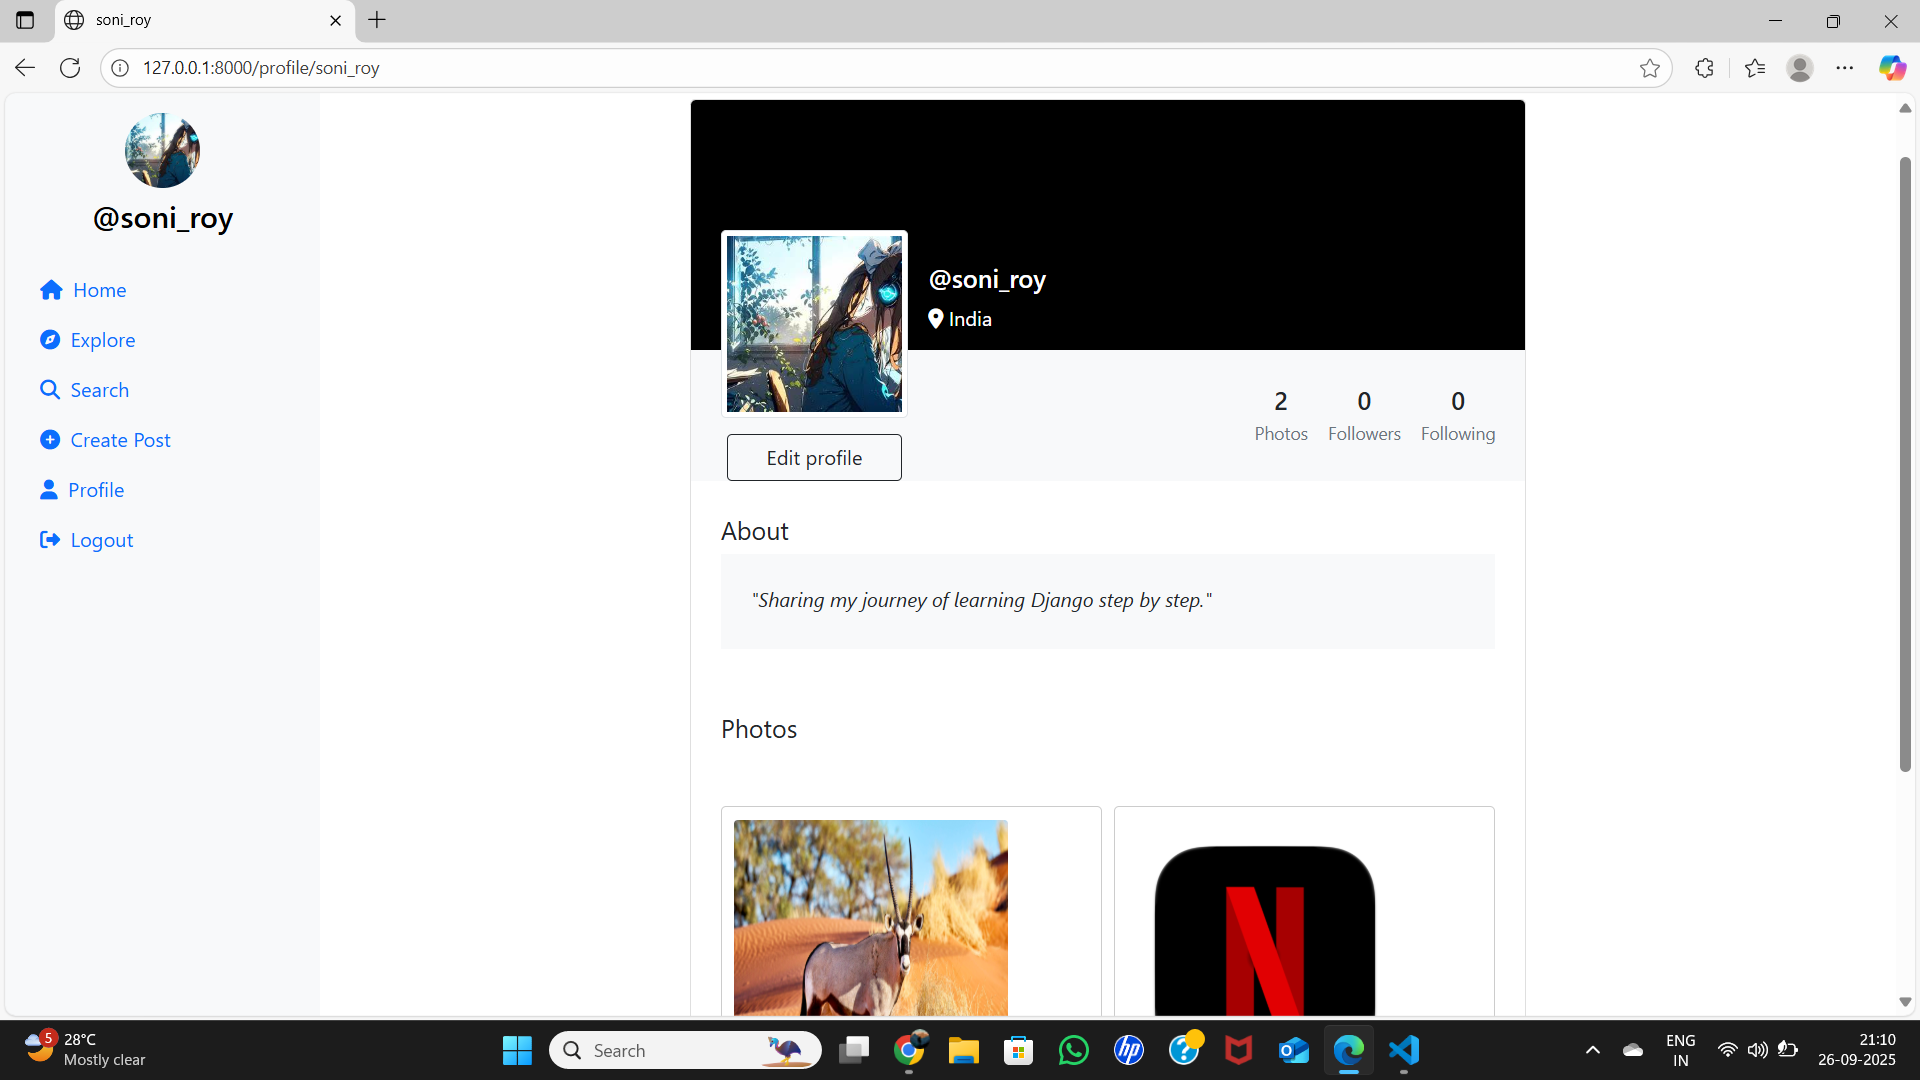 soni_roy
127.0.0.1:8000/profile/soni_roy
@soni_roy
Home
Explore
Search
Create Post
Profile
Logout
@soni_roy
India
2 0 0
Photos Followers Following
Edit profile
About
"Sharing my journey of learning Django step by step."
Photos
N
5
28°C
Mostly clear
Search
hp
?
O
ENG
IN
21:10
26-09-2025